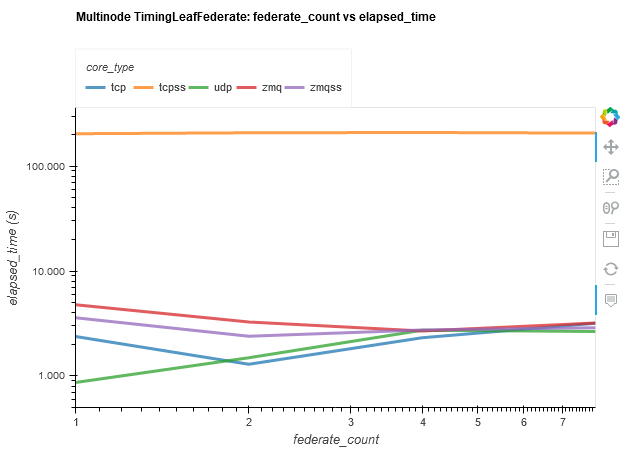 Multinode TimingLeafFederate: federate_count vs elapsed_time
core_type
tcp tcpss udp zmq zmqss
elapsed_time (s)
100.000
10.000
1.000
1 2 3 4 5 6 7
federate_count